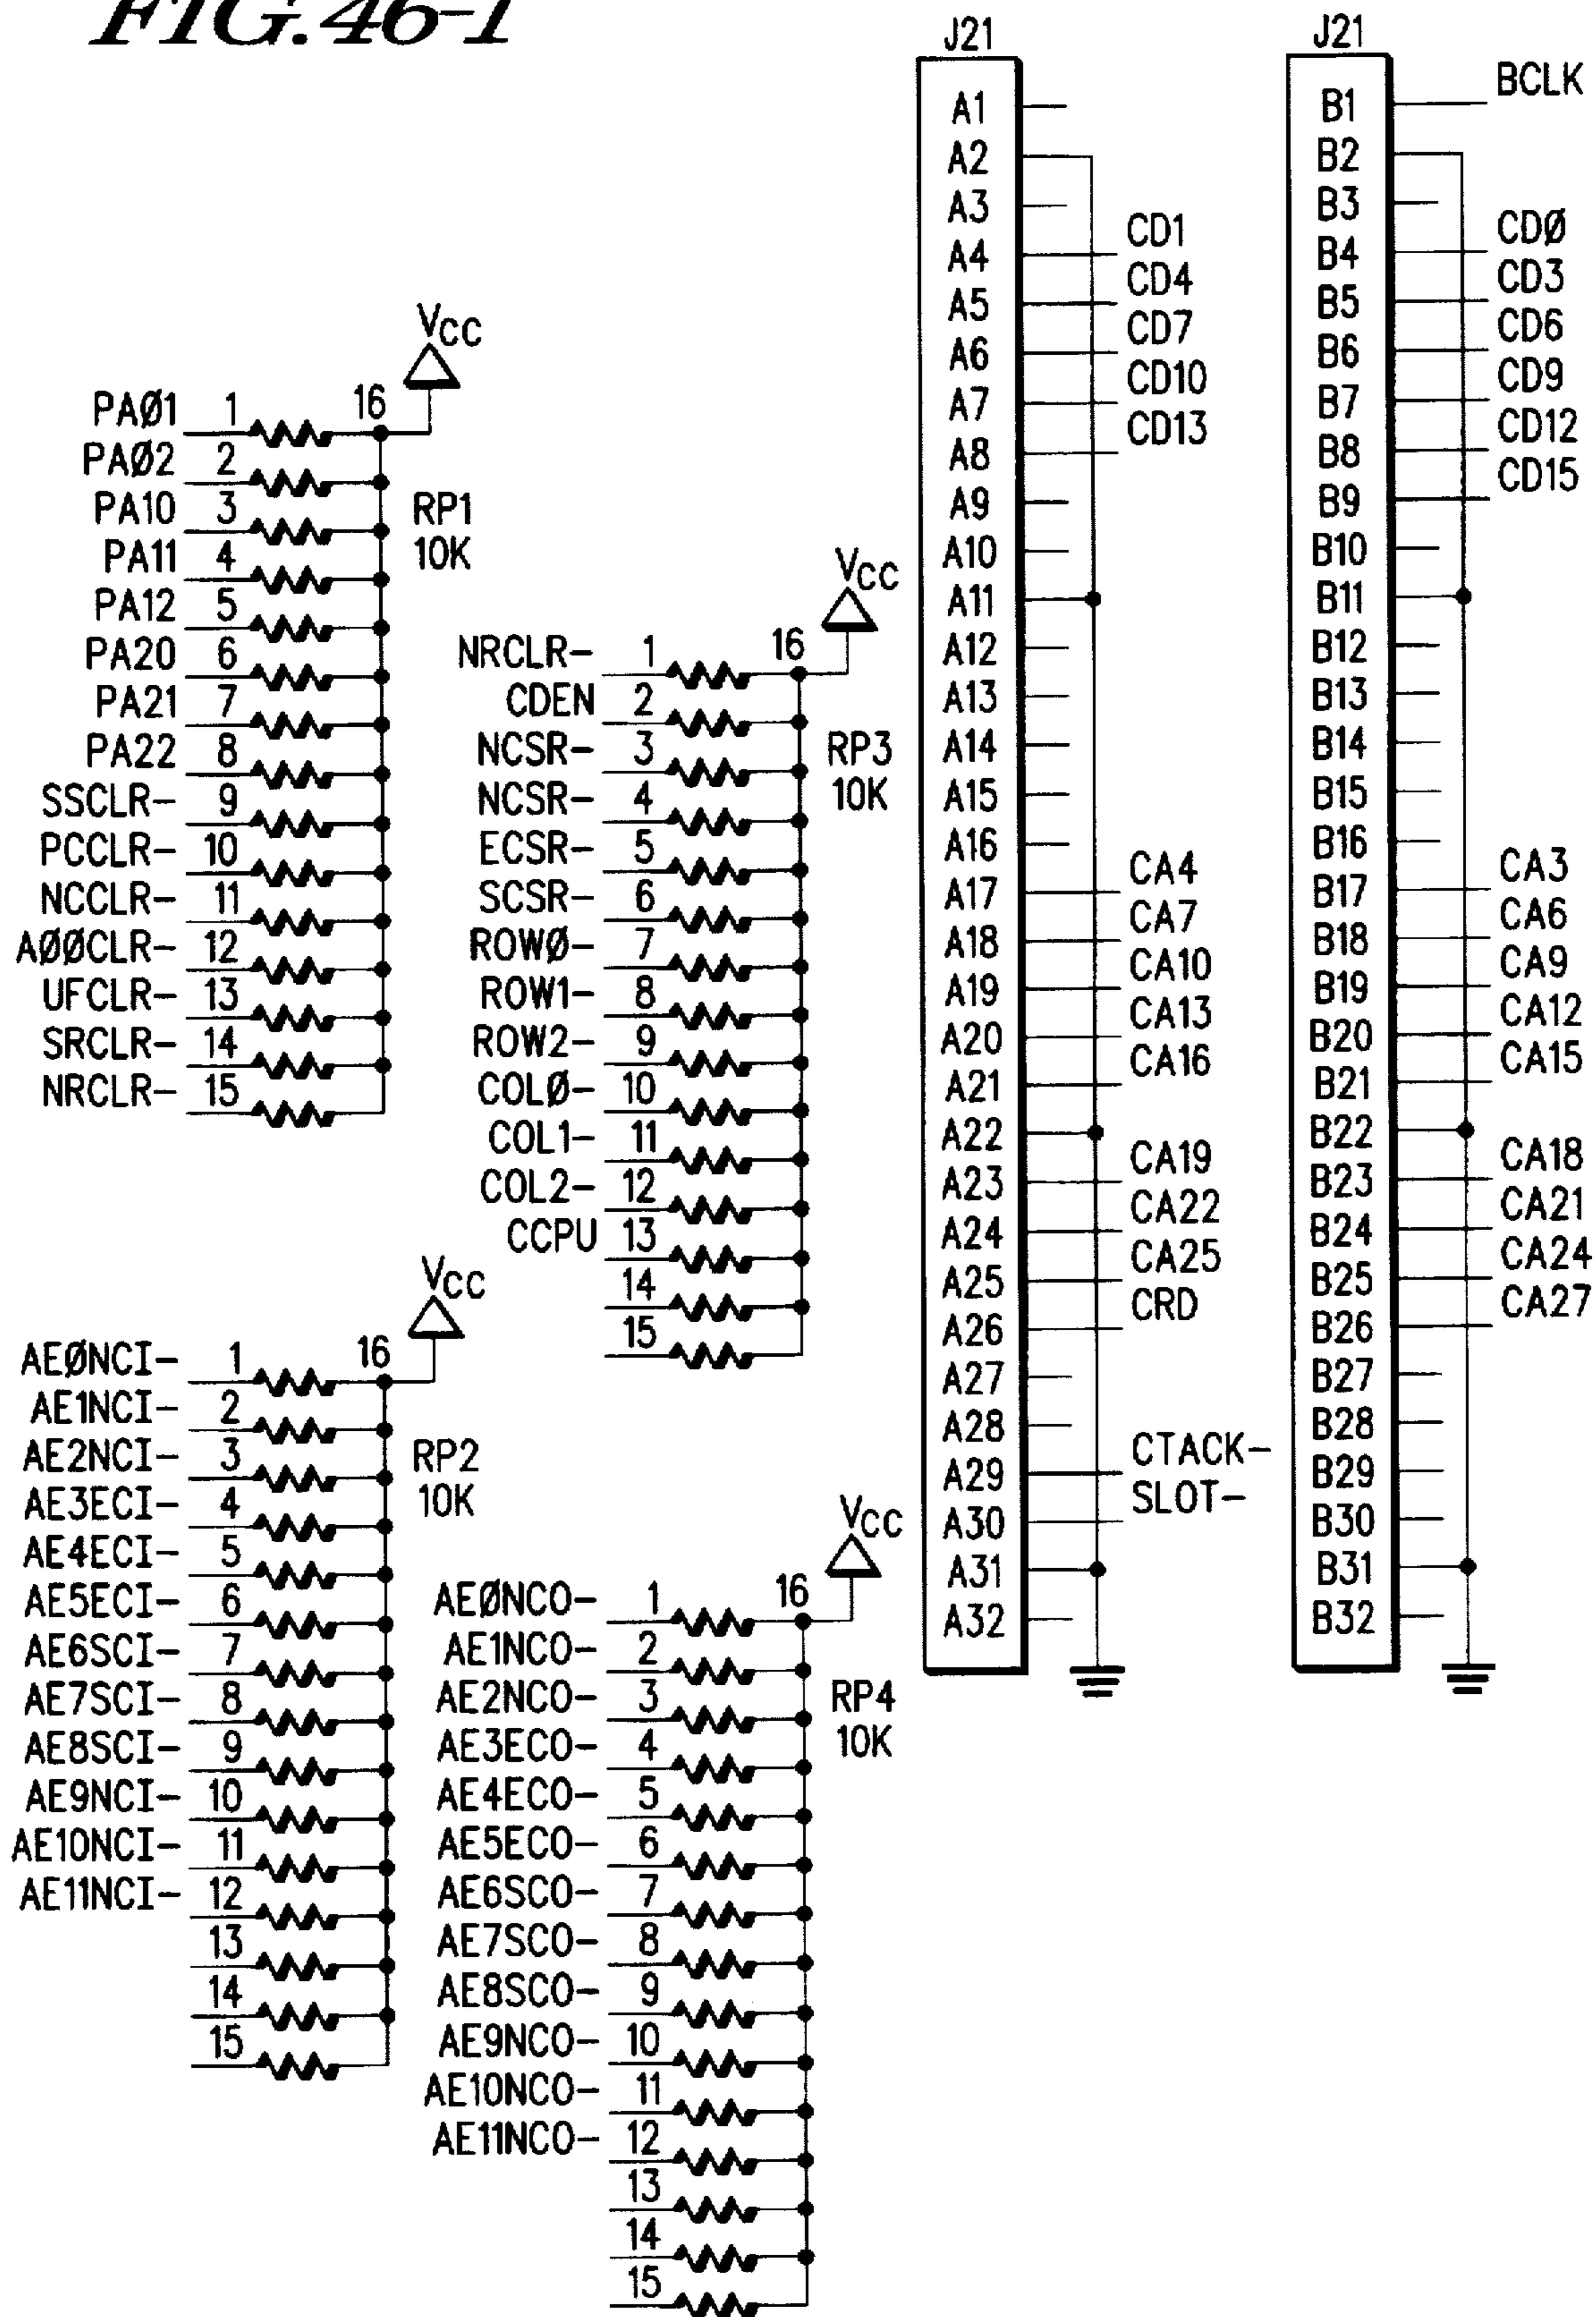 FIG. 46-1
VCC
PAØ1 1 16
PAØ2 2
PA10 3
PA11 4
PA12 5
PA20 6
PA21 7
PA22 8
SSCLR- 9
PCCLR- 10
NCCLR- 11
AØØCLR- 12
UFCLR- 13
SRCLR- 14
NRCLR- 15
RP1
10K
VCC
AEØNCI- 1 16
AE1NCI- 2
AE2NCI- 3
AE3ECI- 4
AE4ECI- 5
AE5ECI- 6
AE6SCI- 7
AE7SCI- 8
AE8SCI- 9
AE9NCI- 10
AE10NCI- 11
AE11NCI- 12
13
14
15
RP2
10K
VCC
NRCLR- 1 16
CDEN 2
NCSR- 3
NCSR- 4
ECSR- 5
SCSR- 6
ROWØ- 7
ROW1- 8
ROW2- 9
COLØ- 10
COL1- 11
COL2- 12
CCPU 13
14
15
RP3
10K
VCC
AEØNCO- 1 16
AE1NCO- 2
AE2NCO- 3
AE3ECO- 4
AE4ECO- 5
AE5ECO- 6
AE6SCO- 7
AE7SCO- 8
AE8SCO- 9
AE9NCO- 10
AE10NCO- 11
AE11NCO- 12
13
14
15
RP4
10K
J21
A1
A2
A3
A4 CD1
A5 CD4
A6 CD7
A7 CD10
A8 CD13
A9
A10
A11
A12
A13
A14
A15
A16
A17 CA4
A18 CA7
A19 CA10
A20 CA13
A21 CA16
A22
A23 CA19
A24 CA22
A25 CA25
A26 CRD
A27
A28
A29 CTACK-
A30 SLOT-
A31
A32
J21
B1 BCLK
B2
B3
B4 CDØ
B5 CD3
B6 CD6
B7 CD9
B8 CD12
B9 CD15
B10
B11
B12
B13
B14
B15
B16
B17 CA3
B18 CA6
B19 CA9
B20 CA12
B21 CA15
B22
B23 CA18
B24 CA21
B25 CA24
B26 CA27
B27
B28
B29
B30
B31
B32